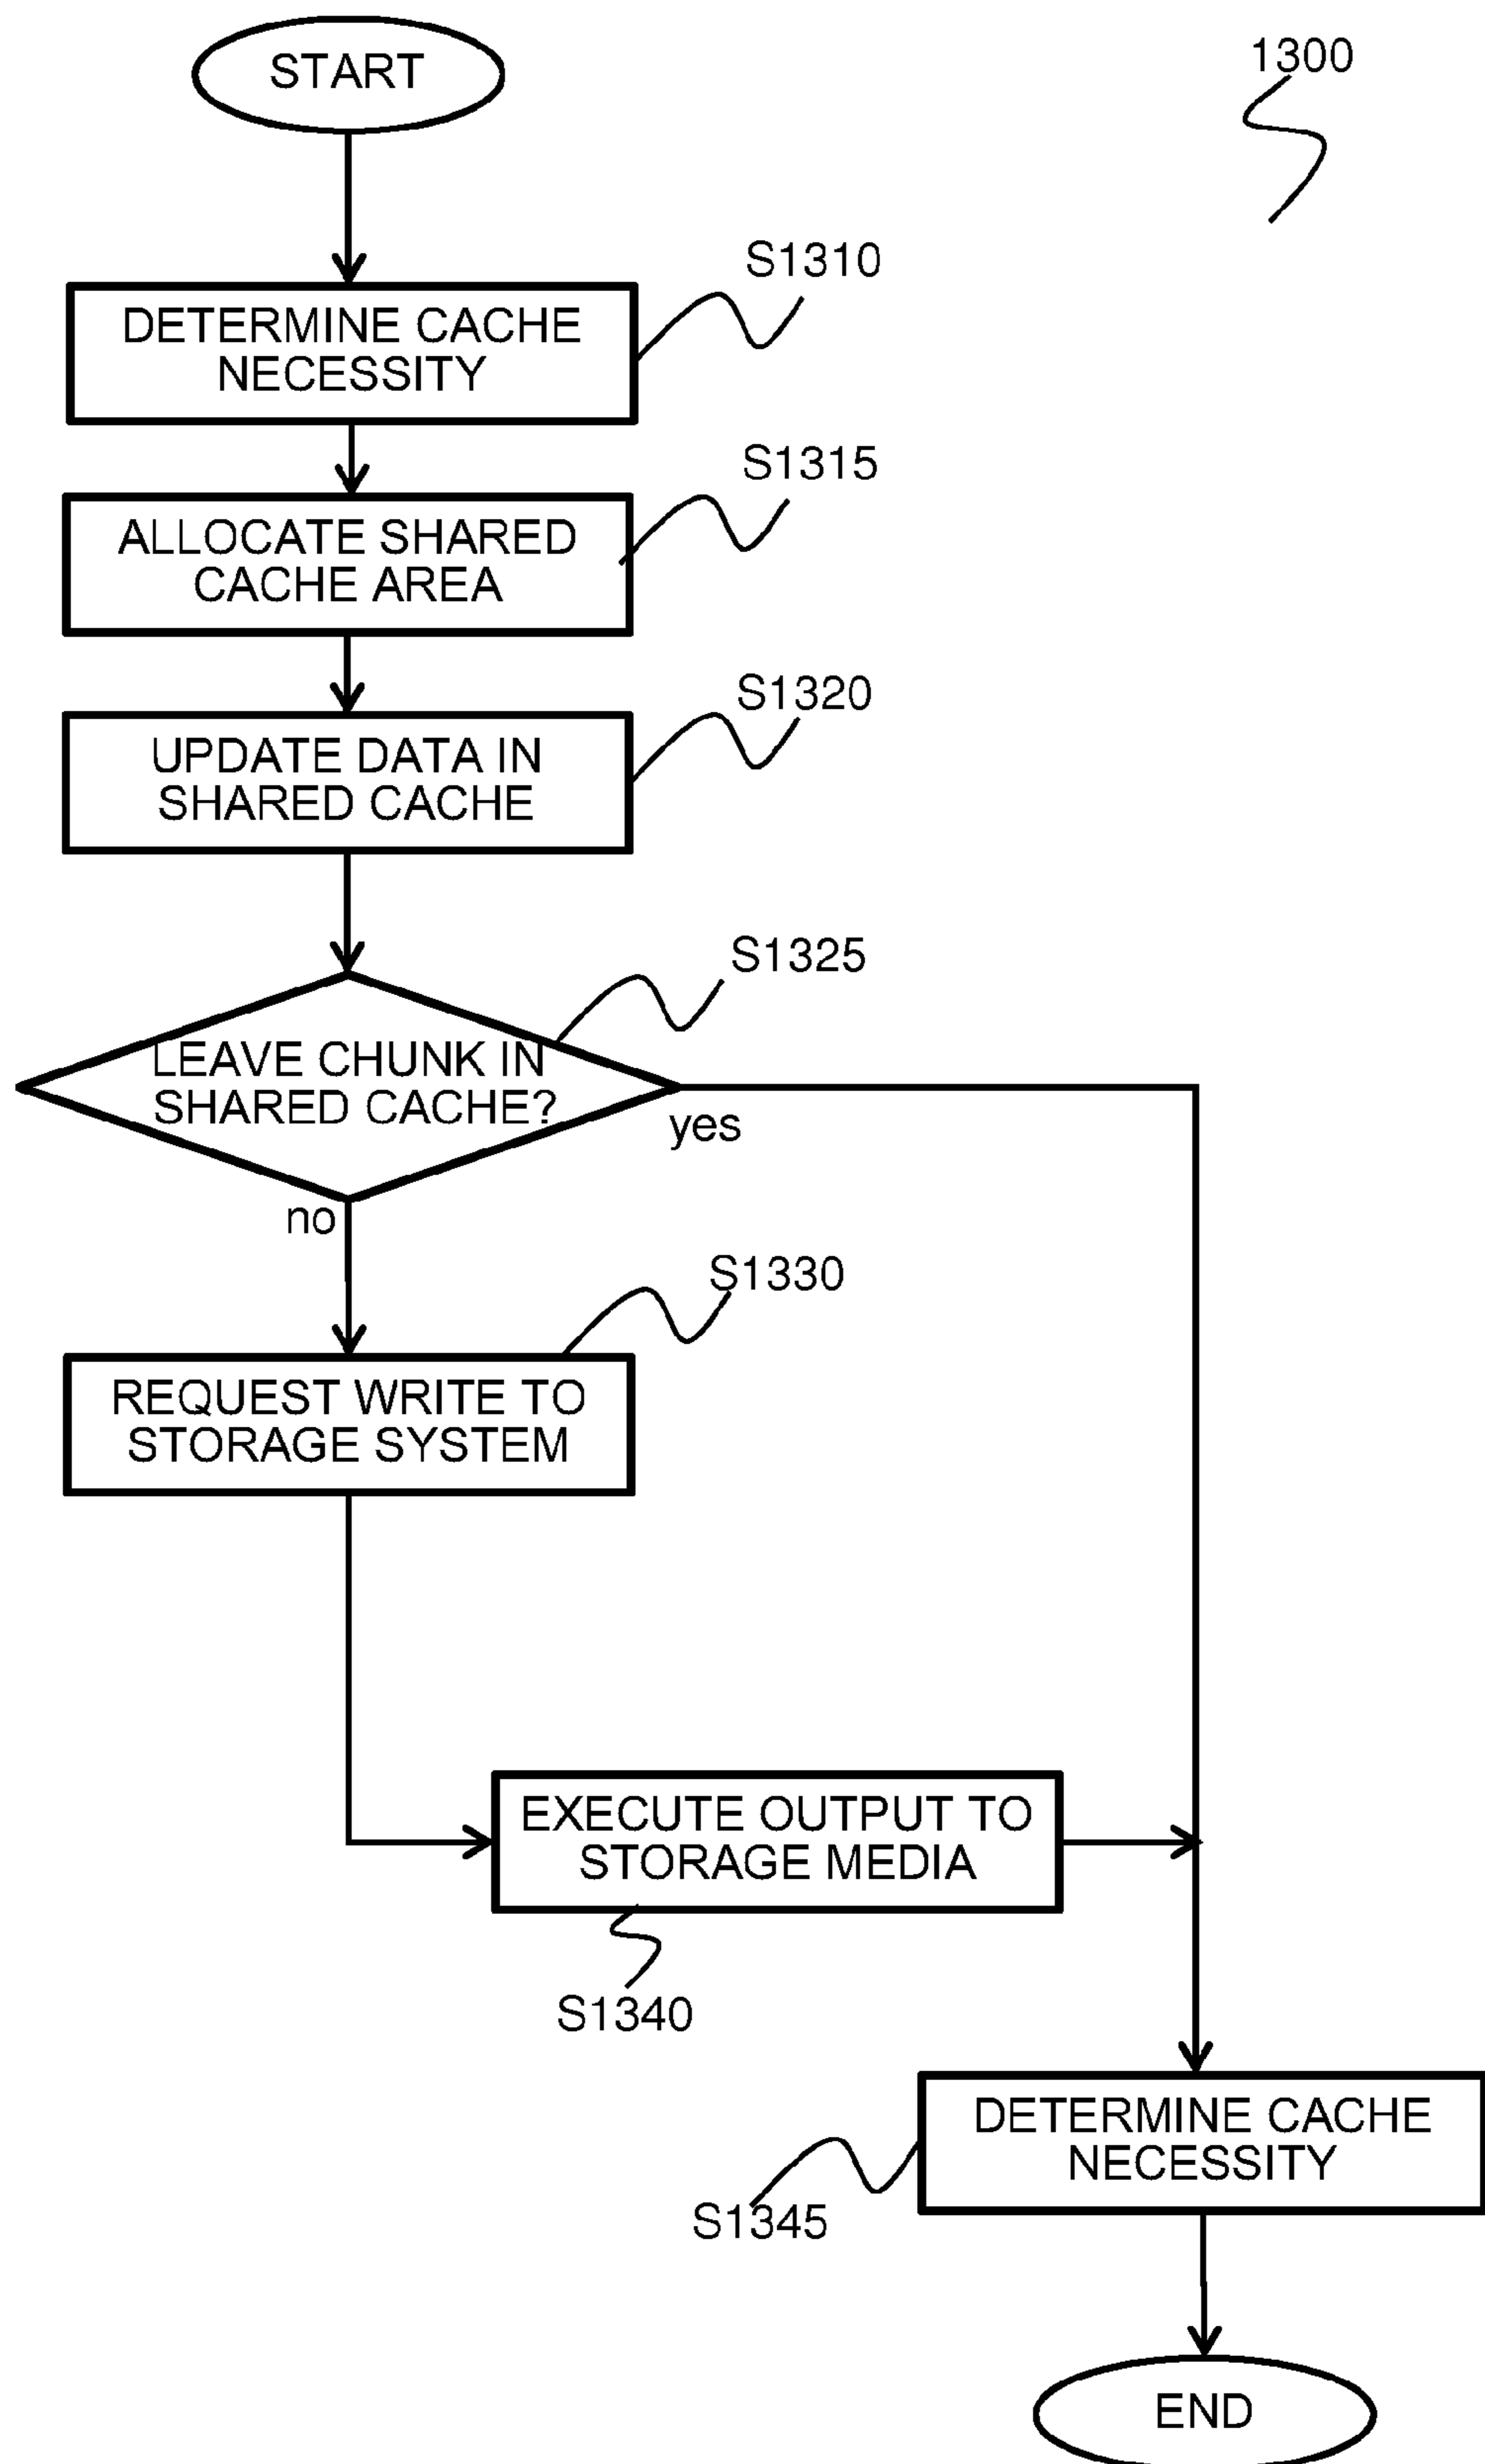 START
1300
S1310
DETERMINE CACHE
NECESSITY
S1315
ALLOCATE SHARED
CACHE AREA
S1320
UPDATE DATA IN
SHARED CACHE
S1325
LEAVE CHUNK IN
SHARED CACHE?
yes
no
S1330
REQUEST WRITE TO
STORAGE SYSTEM
EXECUTE OUTPUT TO
STORAGE MEDIA
S1340
DETERMINE CACHE
NECESSITY
S1345
END